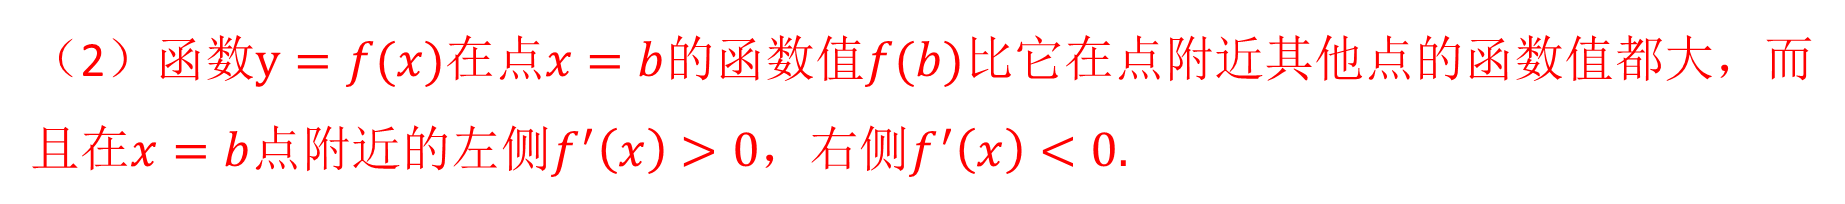 （2）函数y = f(x)在点x = b的函数值f(b)比它在点附近其他点的函数值都大，而
且在x = b点附近的左侧f′(x) > 0，右侧f′(x) < 0.